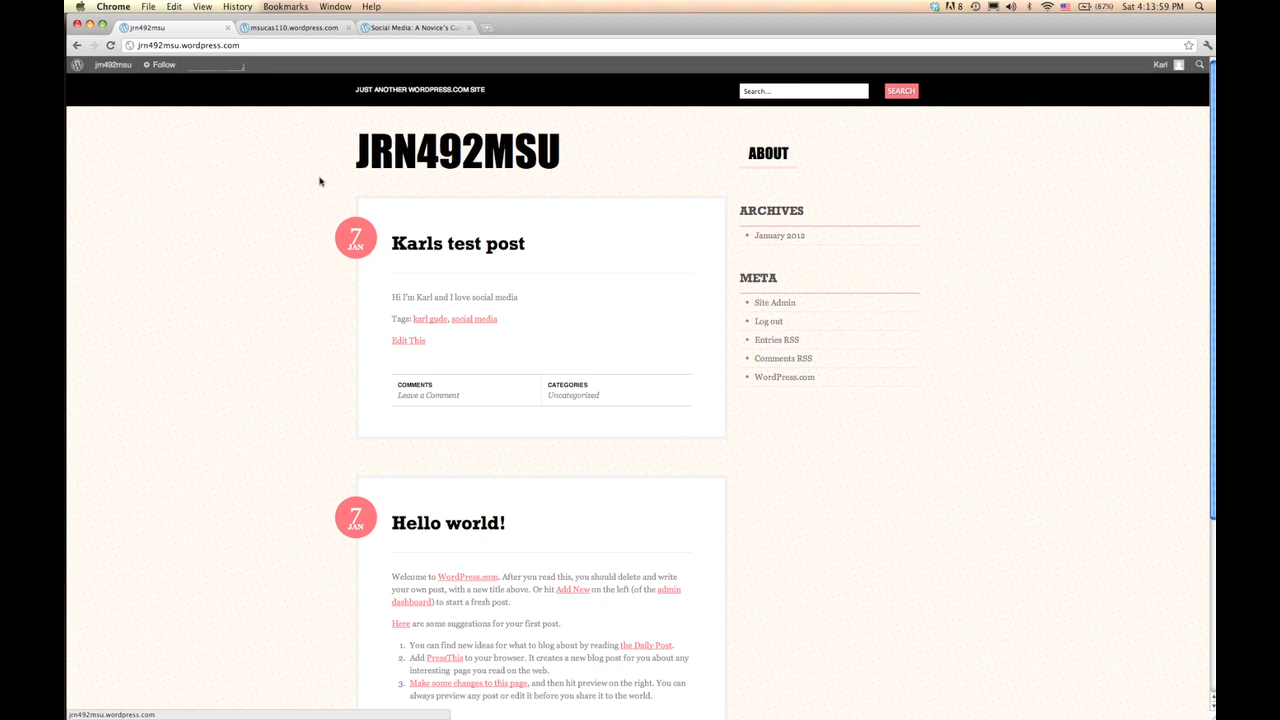 Chrome File Edit View History Bookmarks Window Help 8 (87%) Sat 4:13:59 PM
jrn492msu msucas110.wordpress.com Social Media: A Novice's Gui
jrn492msu.wordpress.com
jrn492msu Follow Karl
JUST ANOTHER WORDPRESS.COM SITE Search... SEARCH
JRN492MSU
ABOUT
7
JAN
Karls test post
Hi I'm Karl and I love social media
Tags: karl gude, social media
Edit This
COMMENTS
Leave a Comment
CATEGORIES
Uncategorized
ARCHIVES
January 2012
META
Site Admin
Log out
Entries RSS
Comments RSS
WordPress.com
7
JAN
Hello world!
Welcome to WordPress.com. After you read this, you should delete and write
your own post, with a new title above. Or hit Add New on the left (of the admin
dashboard) to start a fresh post.
Here are some suggestions for your first post.
1. You can find new ideas for what to blog about by reading the Daily Post.
2. Add PressThis to your browser. It creates a new blog post for you about any
interesting page you read on the web.
3. Make some changes to this page, and then hit preview on the right. You can
always preview any post or edit it before you share it to the world.
jrn492msu.wordpress.com